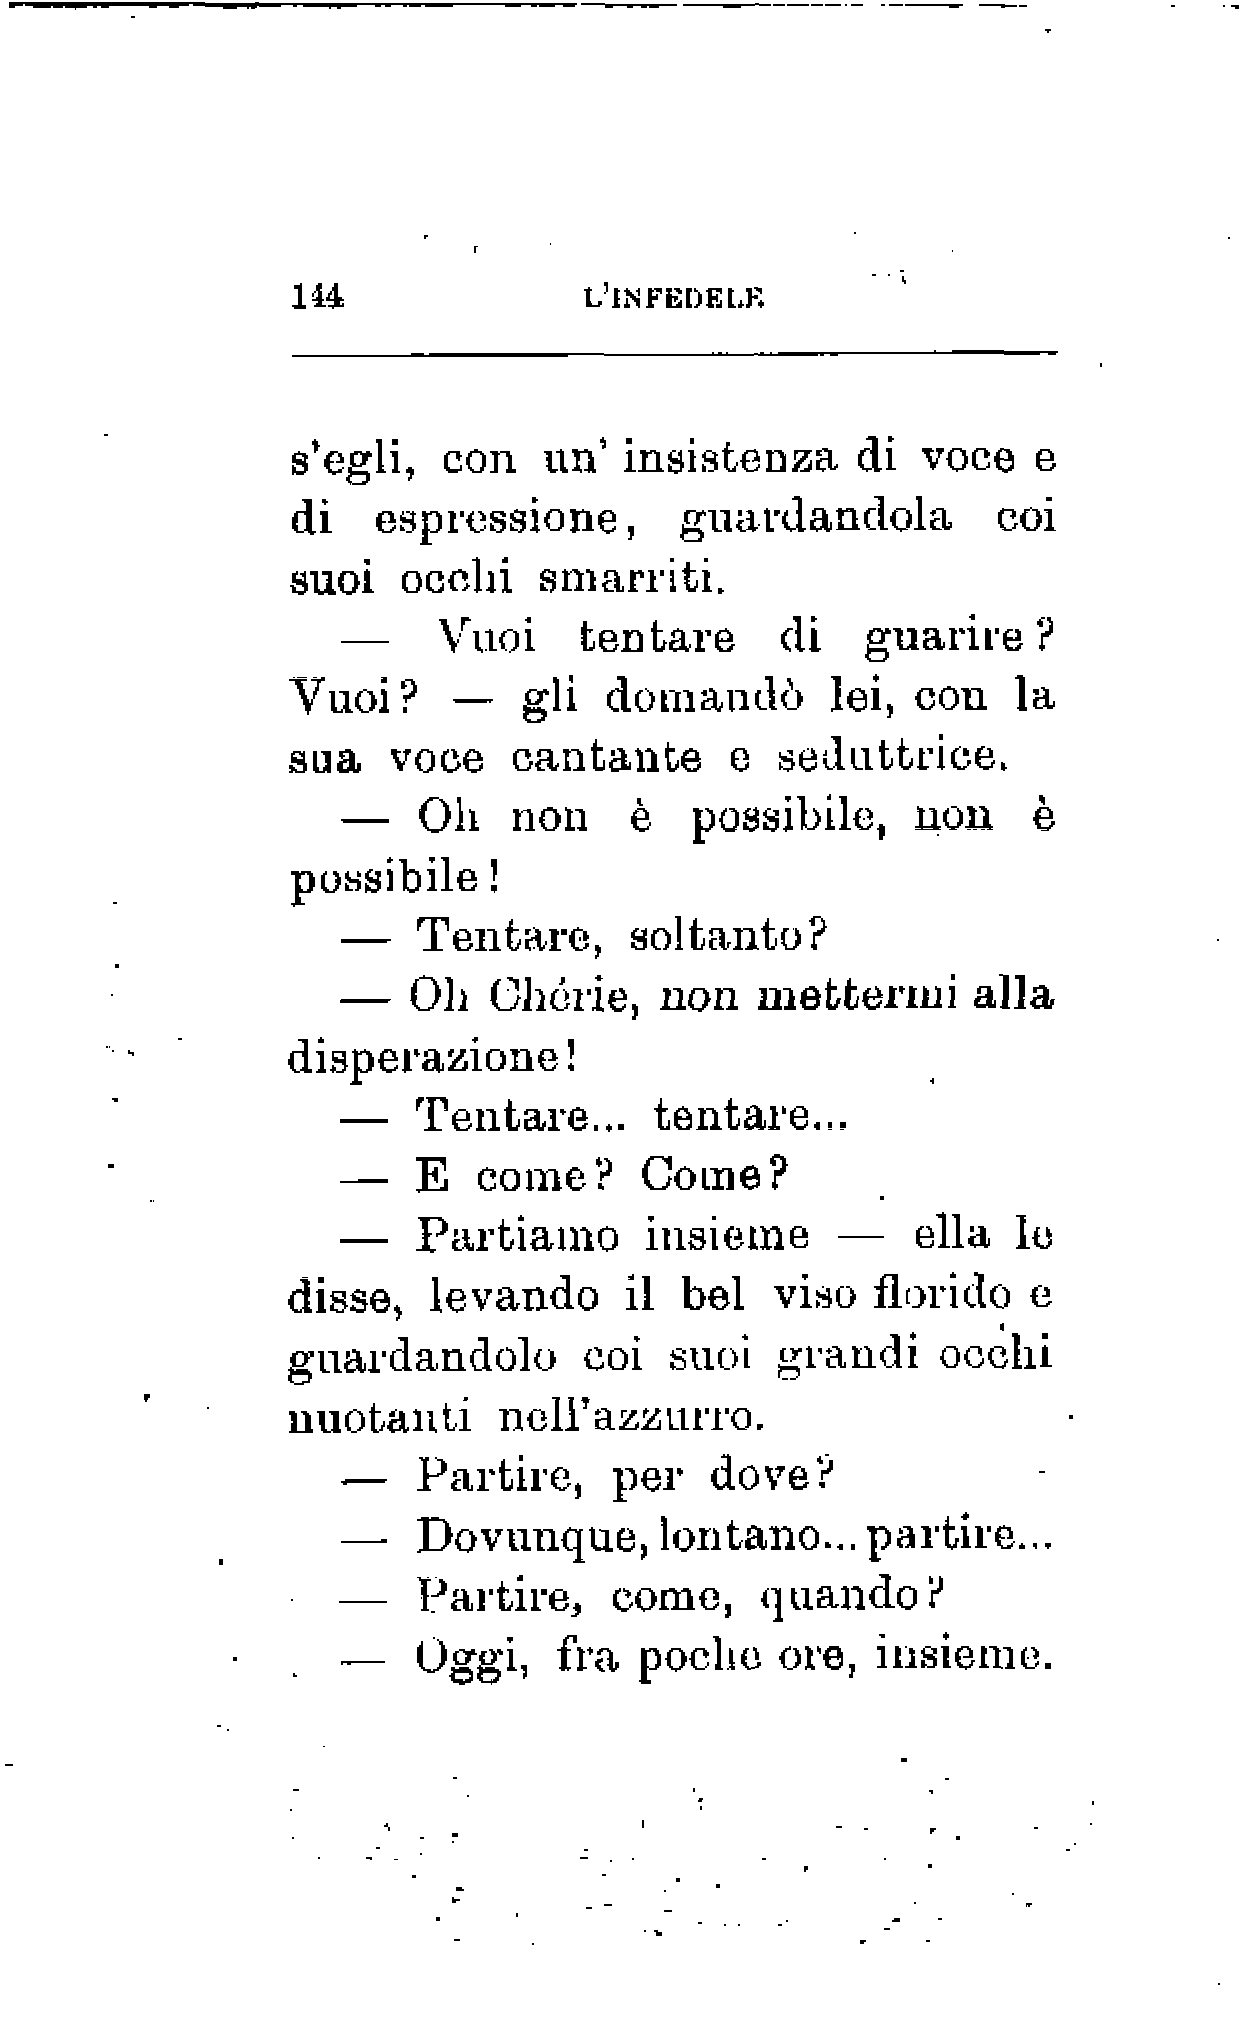 144 L'INFEDELE
s'egli, con un' insistenza di voce e
di espressione, guardandola coi
suoi occhi smarriti.
— Vuoi tentare di guarire?
Vuoi? — gli domandò lei, con la
sua voce cantante e seduttrice.
— Oh non è possibile, non è
possibile!
— Tentare, soltanto?
— Oh Chérie, non mettermi alla
disperazione!
— Tentare... tentare...
— E come? Come?
— Partiamo insieme — ella lo
disse, levando il bel viso florido e
guardandolo coi suoi grandi occhi
nuotanti nell'azzurro.
— Partire, per dove?
— Dovunque, lontano... partire...
— Partire, come, quando?
— Oggi, fra poche ore, insieme.